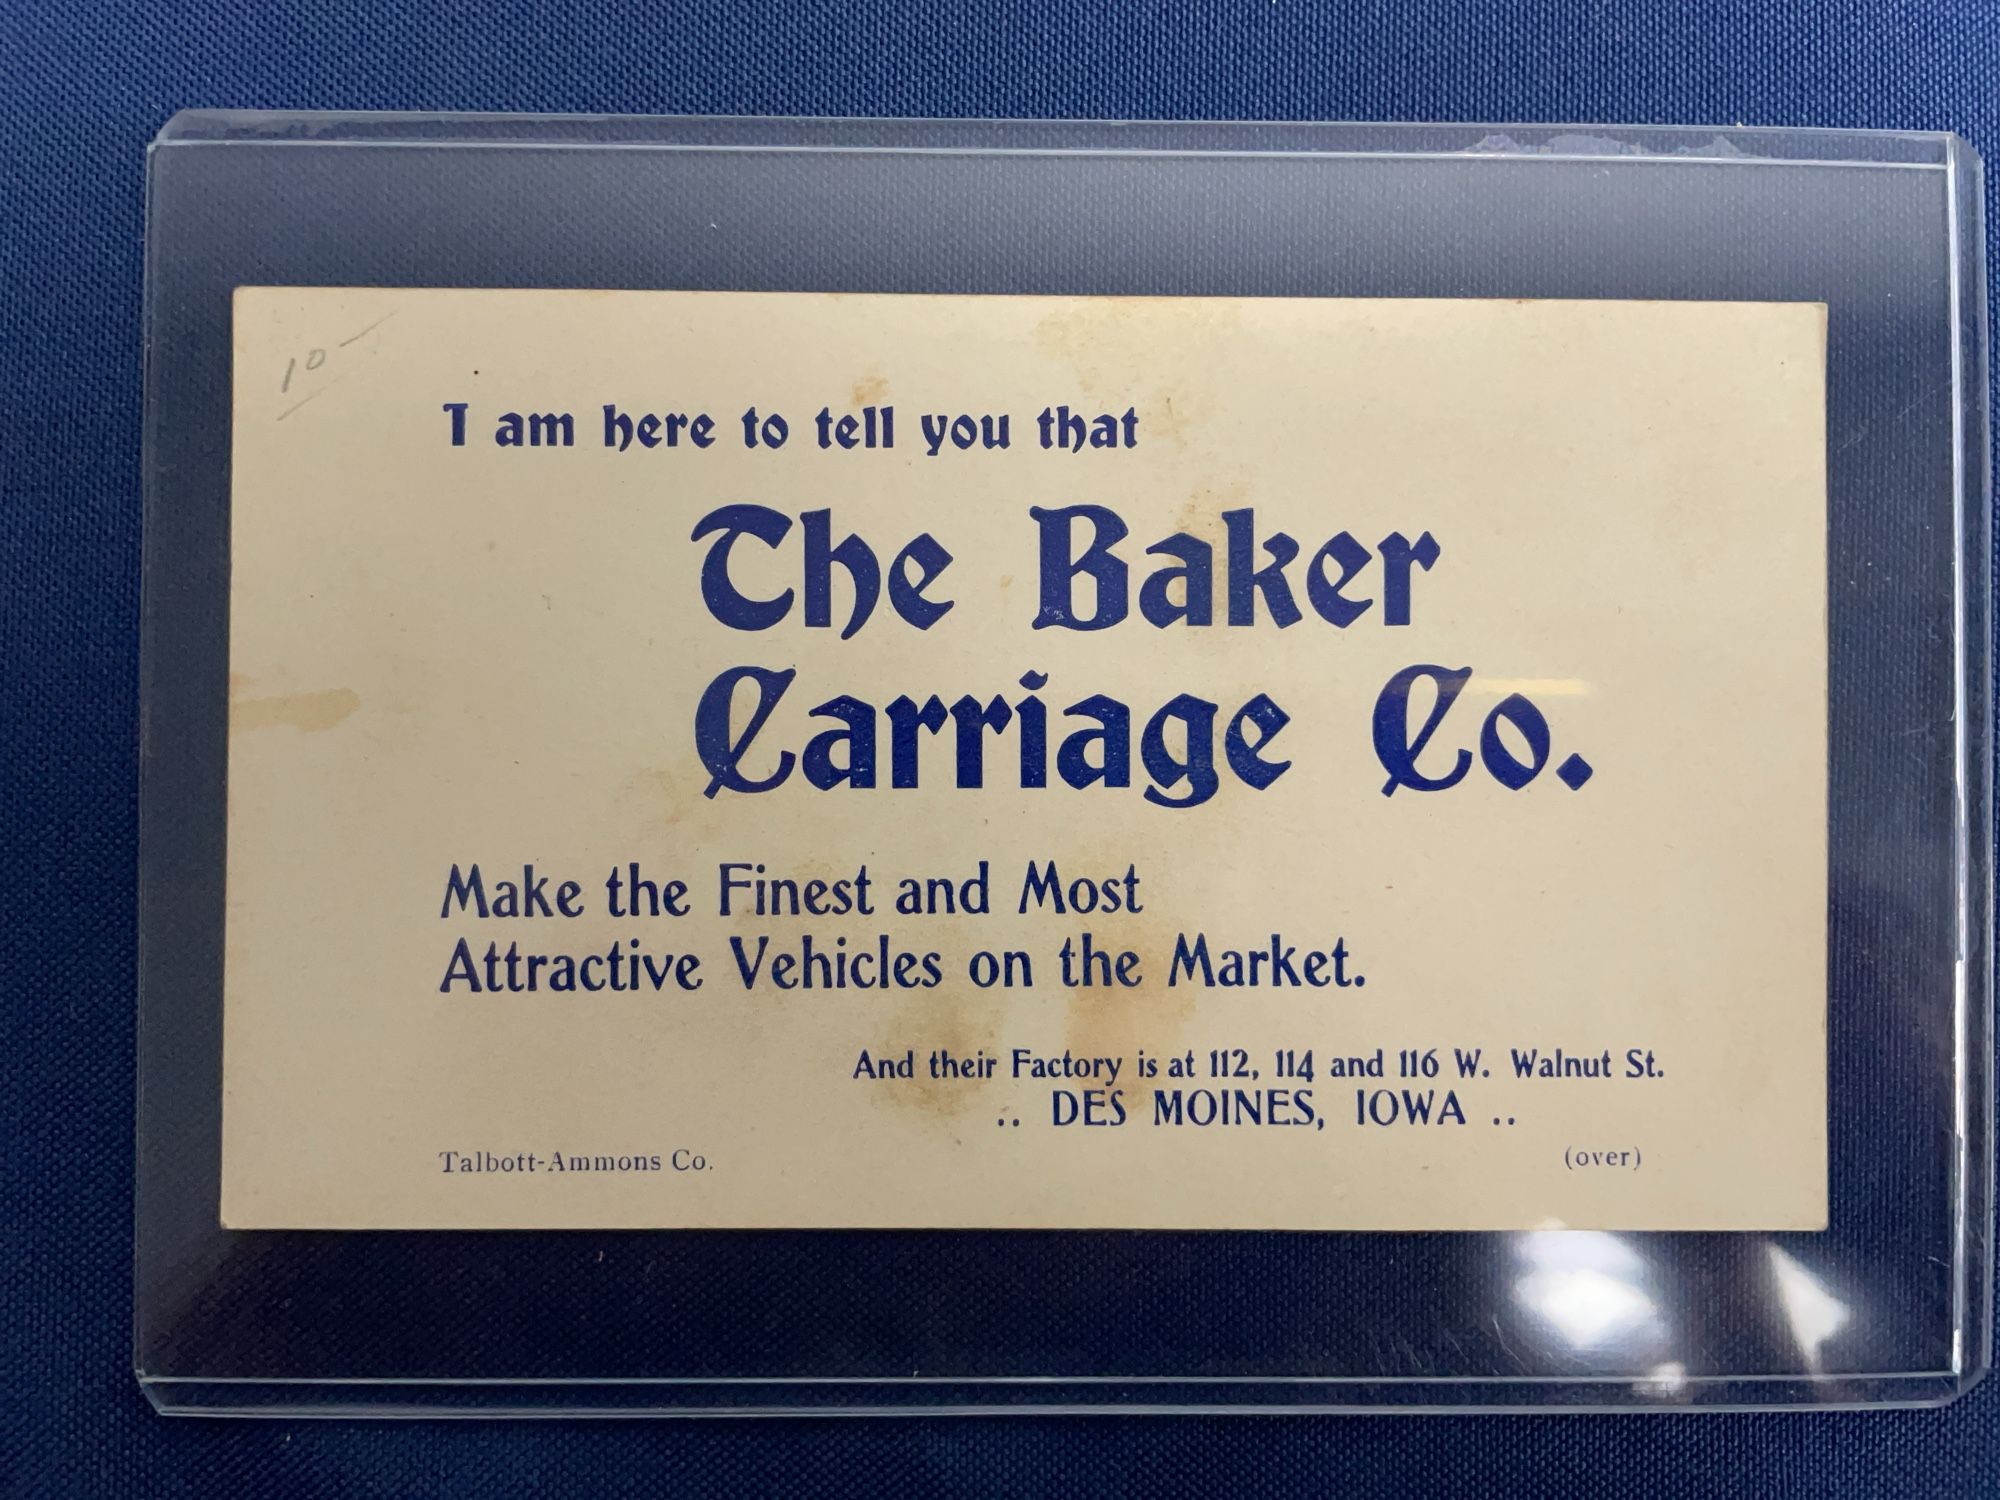 10-
I am here to tell you that
The Baker
Carriage Co.
Make the Finest and Most
Attractive Vehicles on the Market.
And their Factory is at 112, 114 and 116 W. Walnut St.
.. DES MOINES, IOWA ..
Talbott-Ammons Co.
(over)